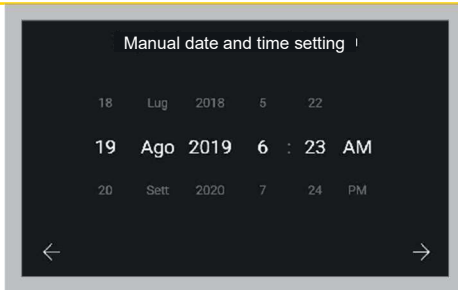 Manual date and time setting
18 Lug 2018 5 22
19 Ago 2019 6 : 23 AM
20 Sett 2020 7 24 PM